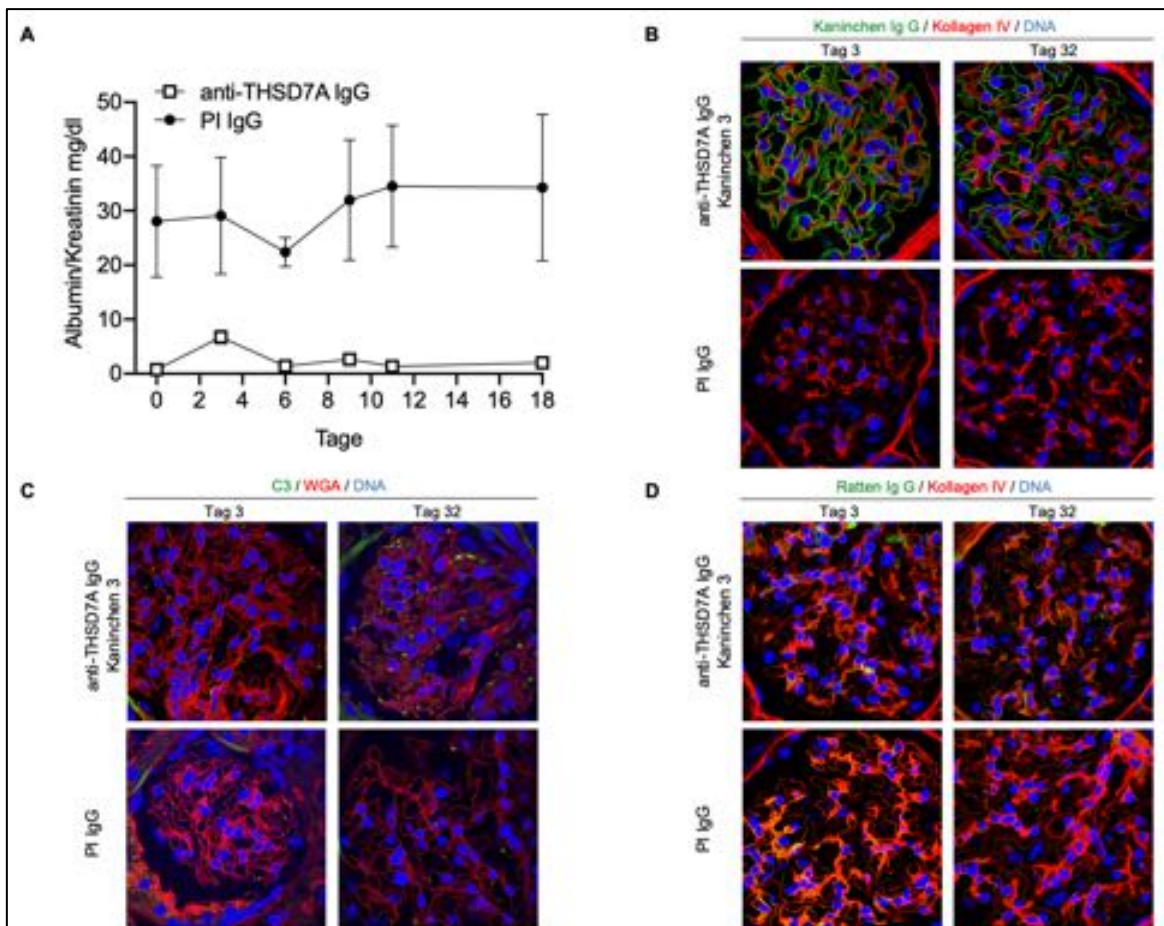 A
anti-THSD7A IgG
PI IgG
50
40
30
20
10
0
Albumin/Kreatinin mg/dl
0 2 4 6 8 10 12 14 16 18
Tage
B
Kaninchen Ig G / Kollagen IV / DNA
Tag 3 Tag 32
anti-THSD7A IgG
Kaninchen 3
PI IgG
C
C3 / WGA / DNA
Tag 3 Tag 32
anti-THSD7A IgG
Kaninchen 3
PI IgG
D
Ratten Ig G / Kollagen IV / DNA
Tag 3 Tag 32
anti-THSD7A IgG
Kaninchen 3
PI IgG